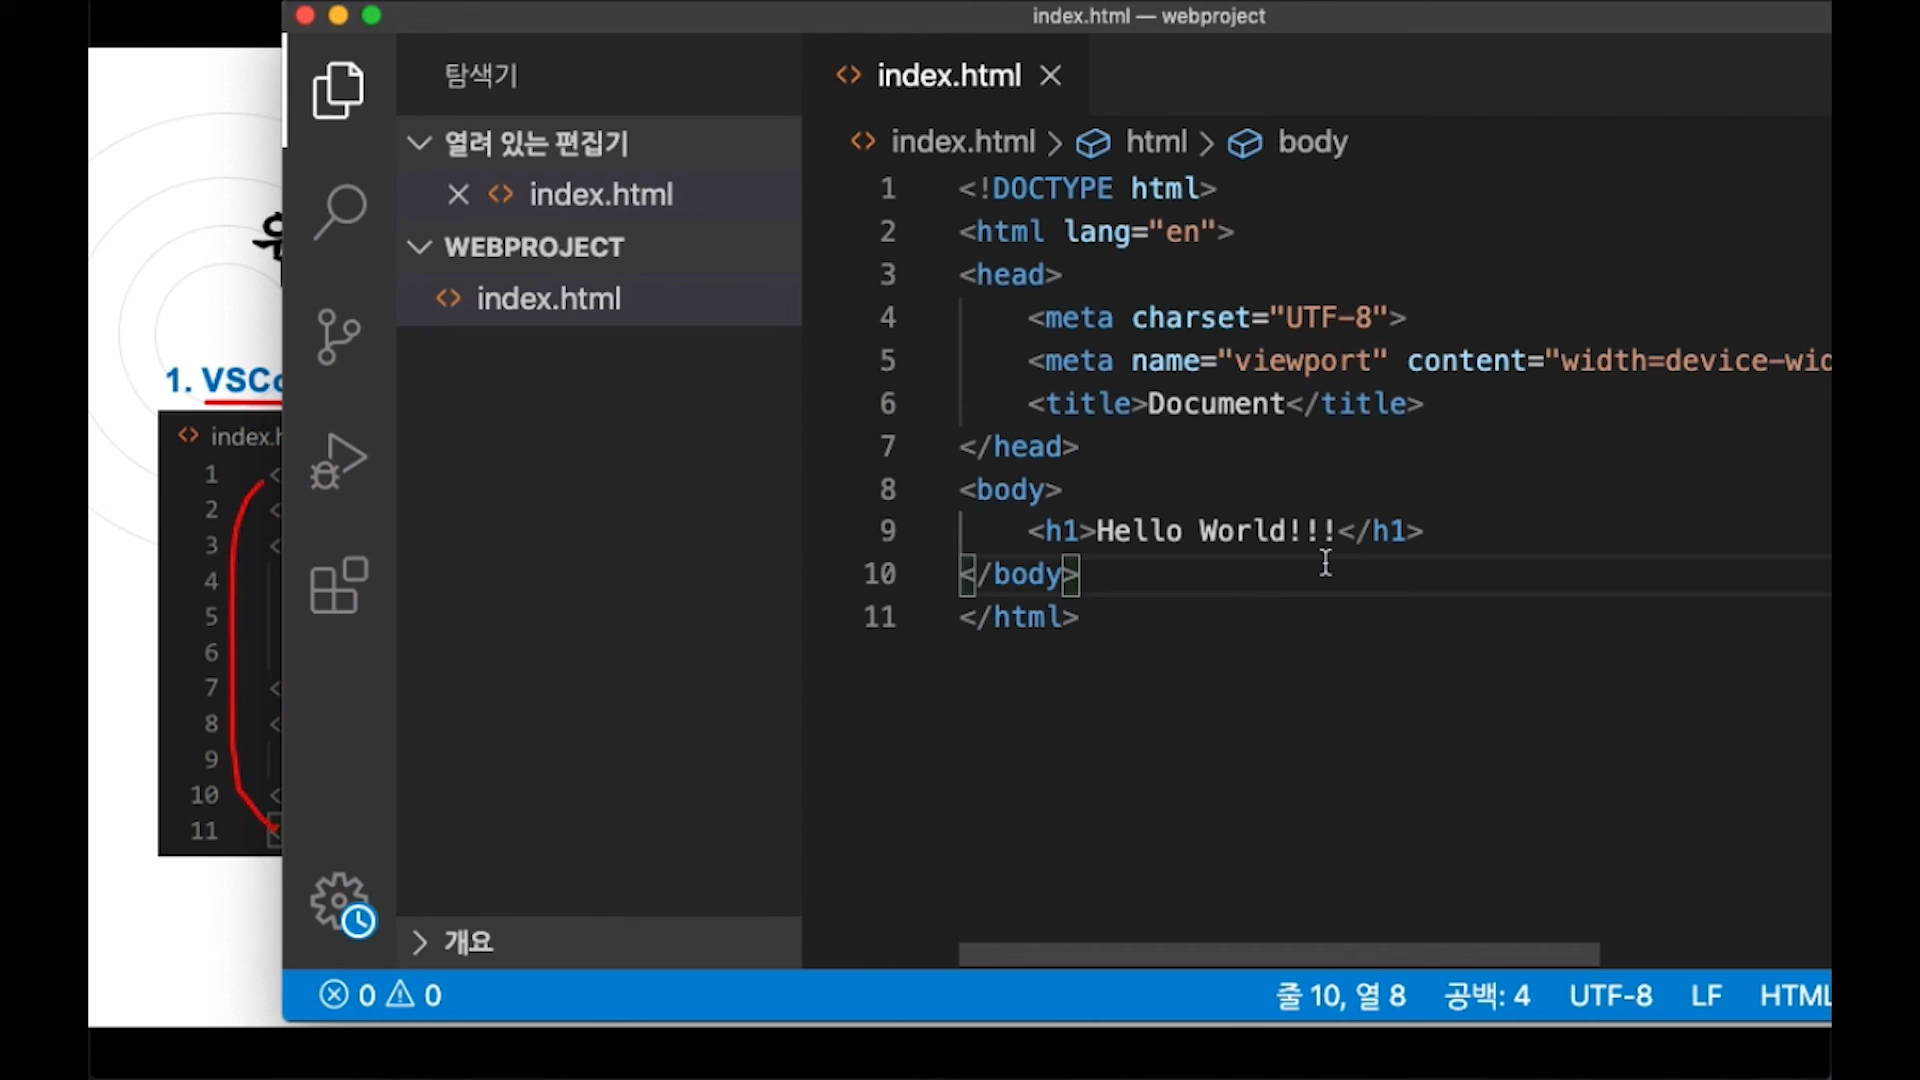 index.html — webproject
탐색기
열려 있는 편집기
index.html
WEBPROJECT
index.html
개요
index.html
index.html > html > body
1 <!DOCTYPE html>
2 <html lang="en">
3 <head>
4 <meta charset="UTF-8">
5 <meta name="viewport" content="width=device-wid
6 <title>Document</title>
7 </head>
8 <body>
9 <h1>Hello World!!!</h1>
10 </body>
11 </html>
0 0
줄 10, 열 8 공백: 4 UTF-8 LF HTML
1. VSCo
index.h
1 <
2 <
3 <
4
5
6
7 <
8 <
9
10 <
11 <